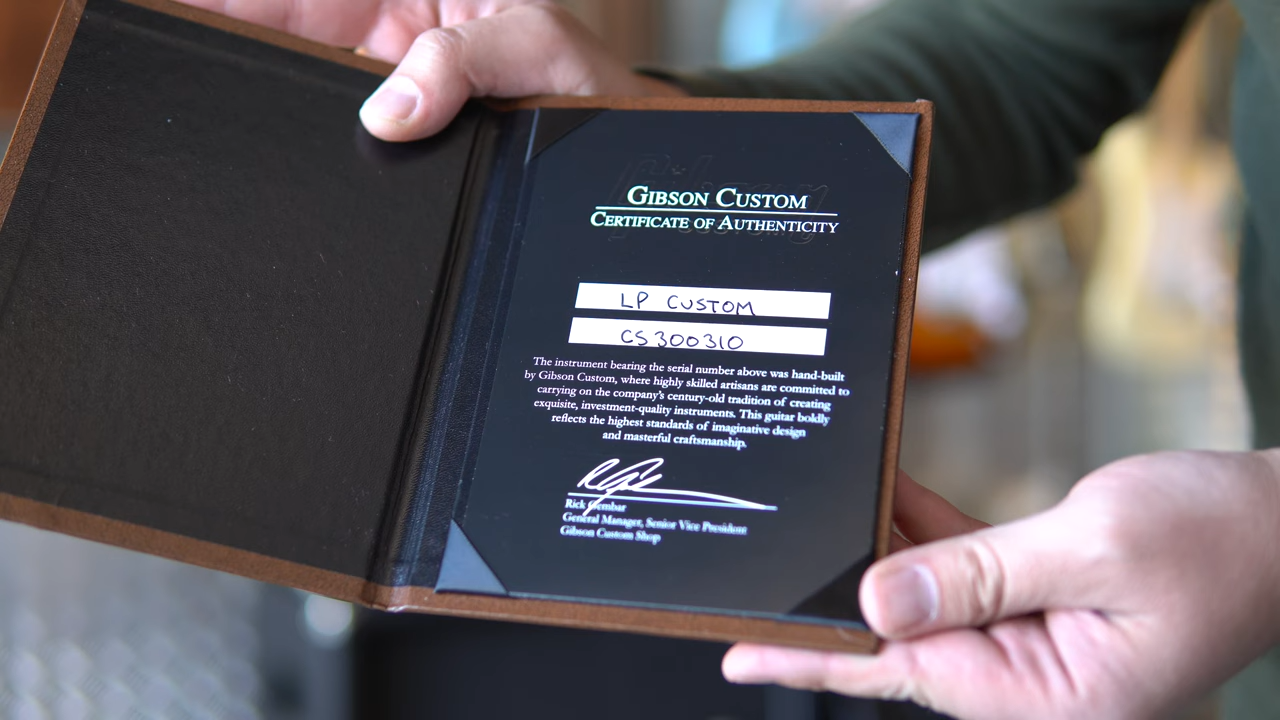 GIBSON CUSTOM
CERTIFICATE OF AUTHENTICITY
LP CUSTOM
CS300310
The instrument bearing the serial number above was hand-built
by Gibson Custom, where highly skilled artisans are committed to
carrying on the company's century-old tradition of creating
exquisite, investment-quality instruments. This guitar boldly
reflects the highest standards of imaginative design
and masterful craftsmanship.
Rick Gembar
General Manager, Senior Vice President
Gibson Custom Shop